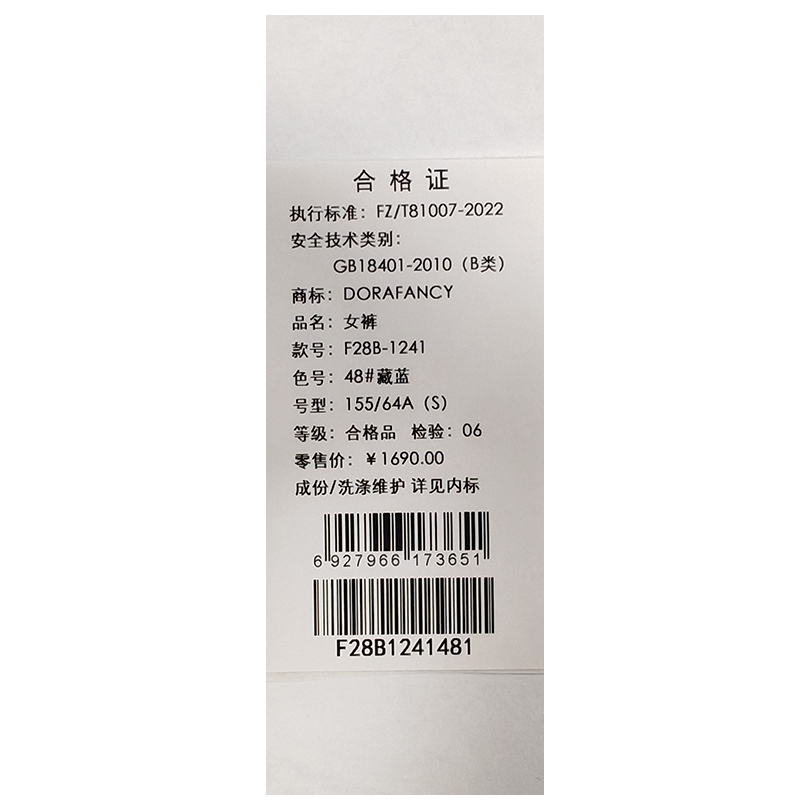 合格证
执行标准：FZ/T81007-2022
安全技术类别：
GB18401-2010（B类）
商标：DORAFANCY
品名：女裤
款号：F28B-1241
色号：48#藏蓝
号型：155/64A（S）
等级：合格品 检验：06
零售价：￥1690.00
成份/洗涤维护 详见内标
6 927966 173651
F28B1241481